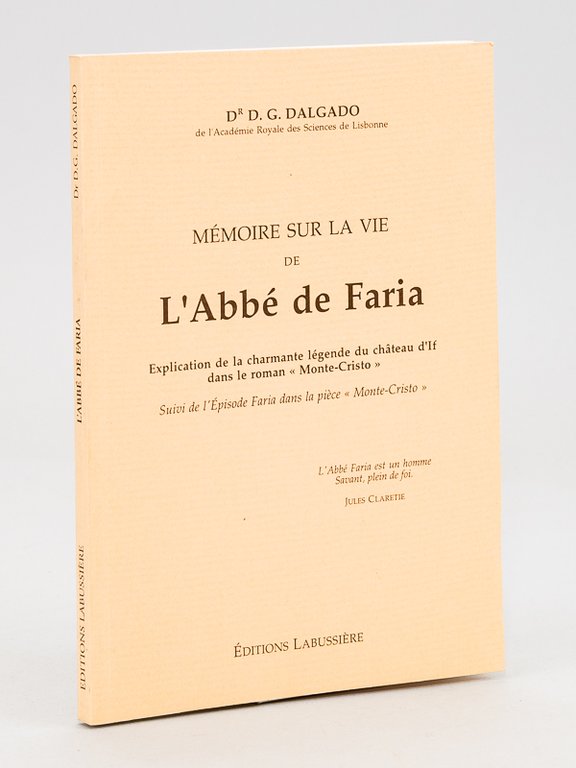 Dᴿ D. G. DALGADO
de l'Académie Royale des Sciences de Lisbonne
MÉMOIRE SUR LA VIE
DE
L'Abbé de Faria
Explication de la charmante légende du château d'If
dans le roman « Monte-Cristo »
Suivi de l'Épisode Faria dans la pièce « Monte-Cristo »
L'Abbé Faria est un homme
Savant, plein de foi.
JULES CLARETIE
ÉDITIONS LABUSSIÈRE
Dr D.G. DALGADO
L'ABBÉ DE FARIA
ÉDITIONS LABUSSIÈRE